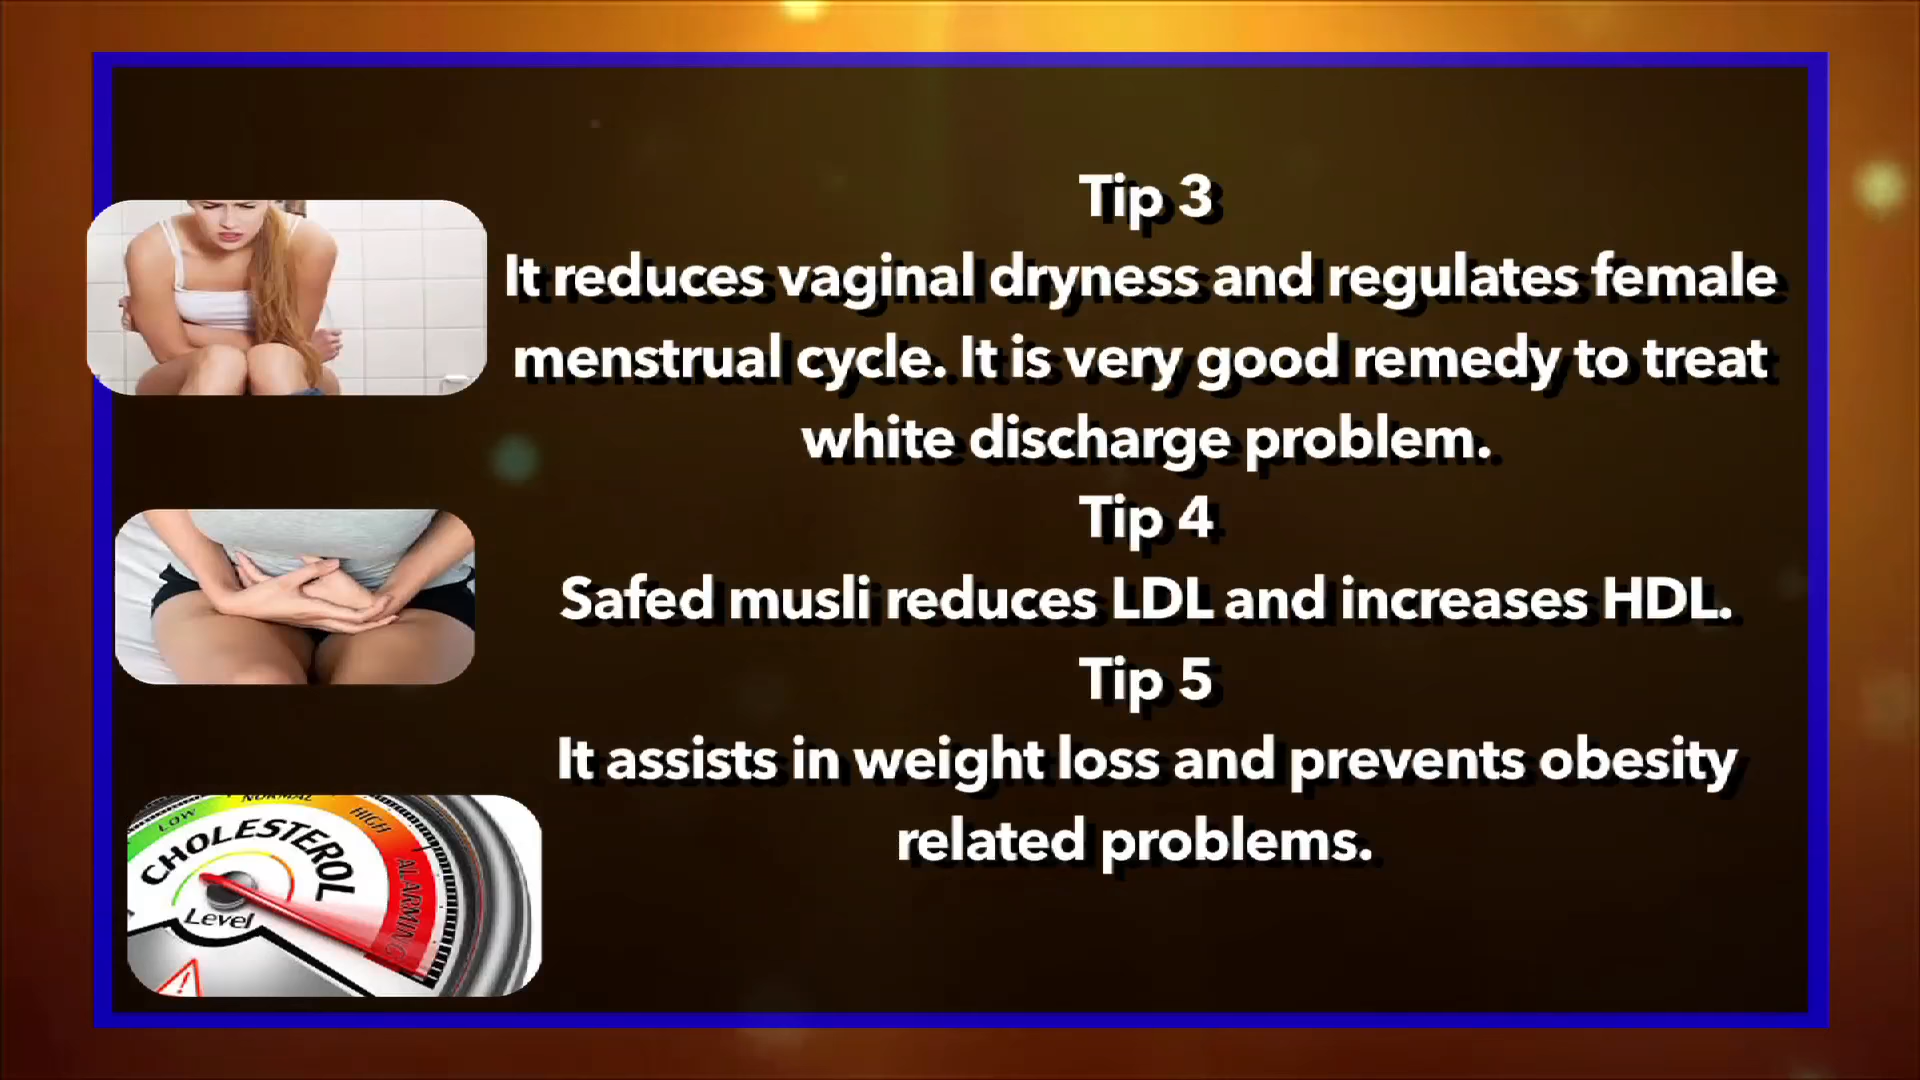 Tip 3
It reduces vaginal dryness and regulates female
menstrual cycle. It is very good remedy to treat
white discharge problem.
Tip 4
Safed musli reduces LDL and increases HDL.
Tip 5
It assists in weight loss and prevents obesity
related problems.
LOW
NORMAL
HIGH
ALARMING
CHOLESTEROL
Level